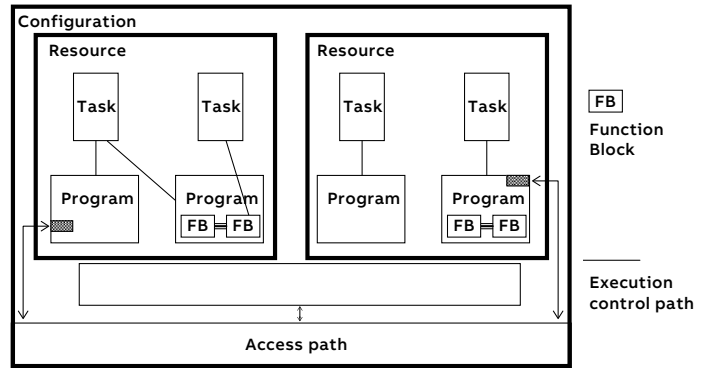 Configuration
Resource
Resource
Task
Task
Task
Task
FB
Function
Block
Program
Program
Program
Program
FB
FB
FB
FB
Execution
control path
Access path